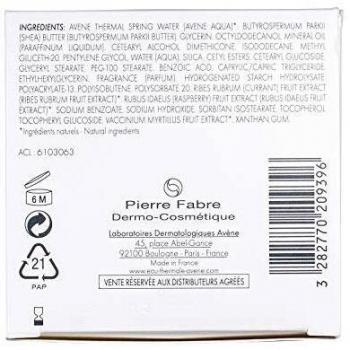 INGREDIENTS: AVENE THERMAL SPRING WATER (AVENE AQUA)*. BUTYROSPERMUM PARKII
(SHEA) BUTTER (BUTYROSPERMUM PARKII BUTTER)*. GLYCERIN. OCTYLDODECANOL. MINERAL OIL
(PARAFFINUM LIQUIDUM). CETEARYL ALCOHOL. DIMETHICONE. ISODODECANE. METHYL
GLUCETH-20. PENTYLENE GLYCOL. WATER (AQUA). SILICA. CETYL ESTERS. CETEARYL GLUCOSIDE.
GLYCERYL STEARATE. PEG-100 STEARATE. BENZOIC ACID. CAPRYLIC/CAPRIC TRIGLYCERIDE.
ETHYLHEXYLGLYCERIN. FRAGRANCE (PARFUM). HYDROGENATED STARCH HYDROLYSATE.
POLYACRYLATE-13. POLYISOBUTENE. POLYSORBATE 20. RIBES RUBRUM (CURRANT) FRUIT EXTRACT
(RIBES RUBRUM FRUIT EXTRACT)*. RUBUS IDAEUS (RASPBERRY) FRUIT EXTRACT (RUBUS IDAEUS FRUIT
EXTRACT)*. SODIUM BENZOATE. SODIUM HYDROXIDE. SORBITAN ISOSTEARATE. TOCOPHEROL.
TOCOPHERYL GLUCOSIDE. VACCINIUM MYRTILLUS FRUIT EXTRACT*. XANTHAN GUM.
*Ingrédients naturels - Natural ingredients
ACL : 6103063
6 M
Pierre Fabre
Dermo-Cosmétique
Laboratoires Dermatologiques Avène
45, place Abel-Gance
92100 Boulogne - Paris - France
Made in France
www.eau-thermale-avene.com
VENTE RÉSERVÉE AUX DISTRIBUTEURS AGRÉÉS
21
PAP
3 282770 209396